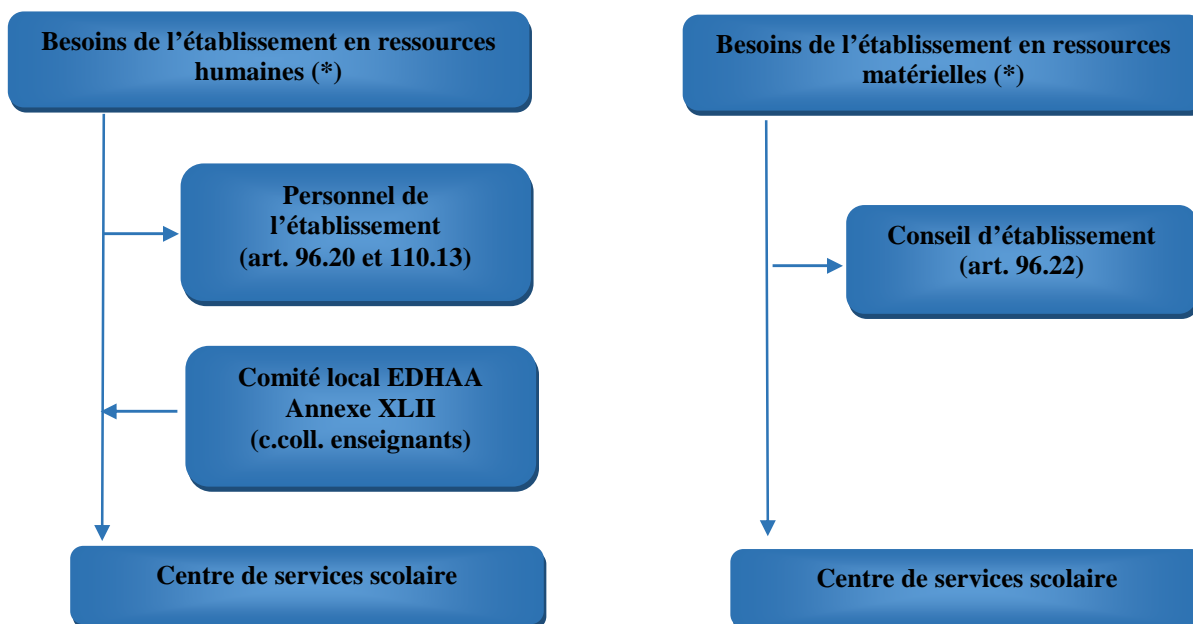 Besoins de l’établissement en ressources
humaines (*)
Personnel de
l’établissement
(art. 96.20 et 110.13)
Comité local EDHAA
Annexe XLII
(c.coll. enseignants)
Centre de services scolaire
Besoins de l’établissement en ressources
matérielles (*)
Conseil d’établissement
(art. 96.22)
Centre de services scolaire